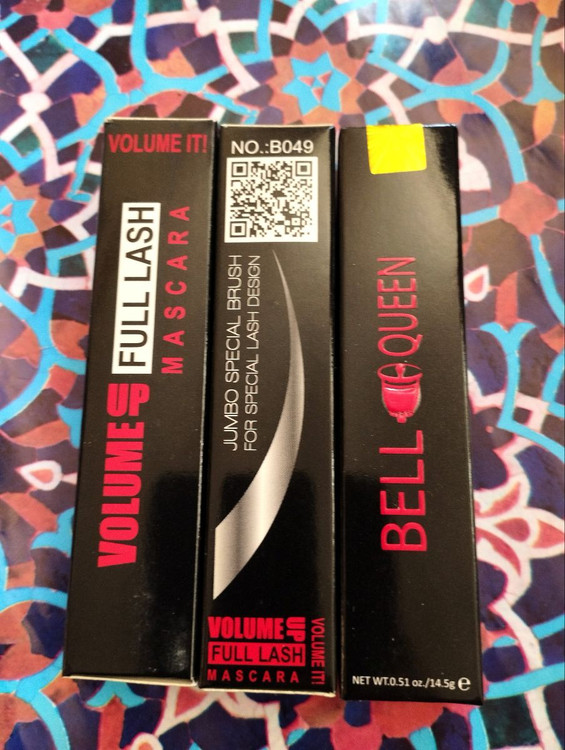 VOLUME IT!
VOLUME UP
FULL LASH
MASCARA
NO.:B049
JUMBO SPECIAL BRUSH
FOR SPECIAL LASH DESIGN
VOLUME UP
FULL LASH
MASCARA
VOLUME IT!
BELL QUEEN
NET WT.0.51 oz./14.5g ℮